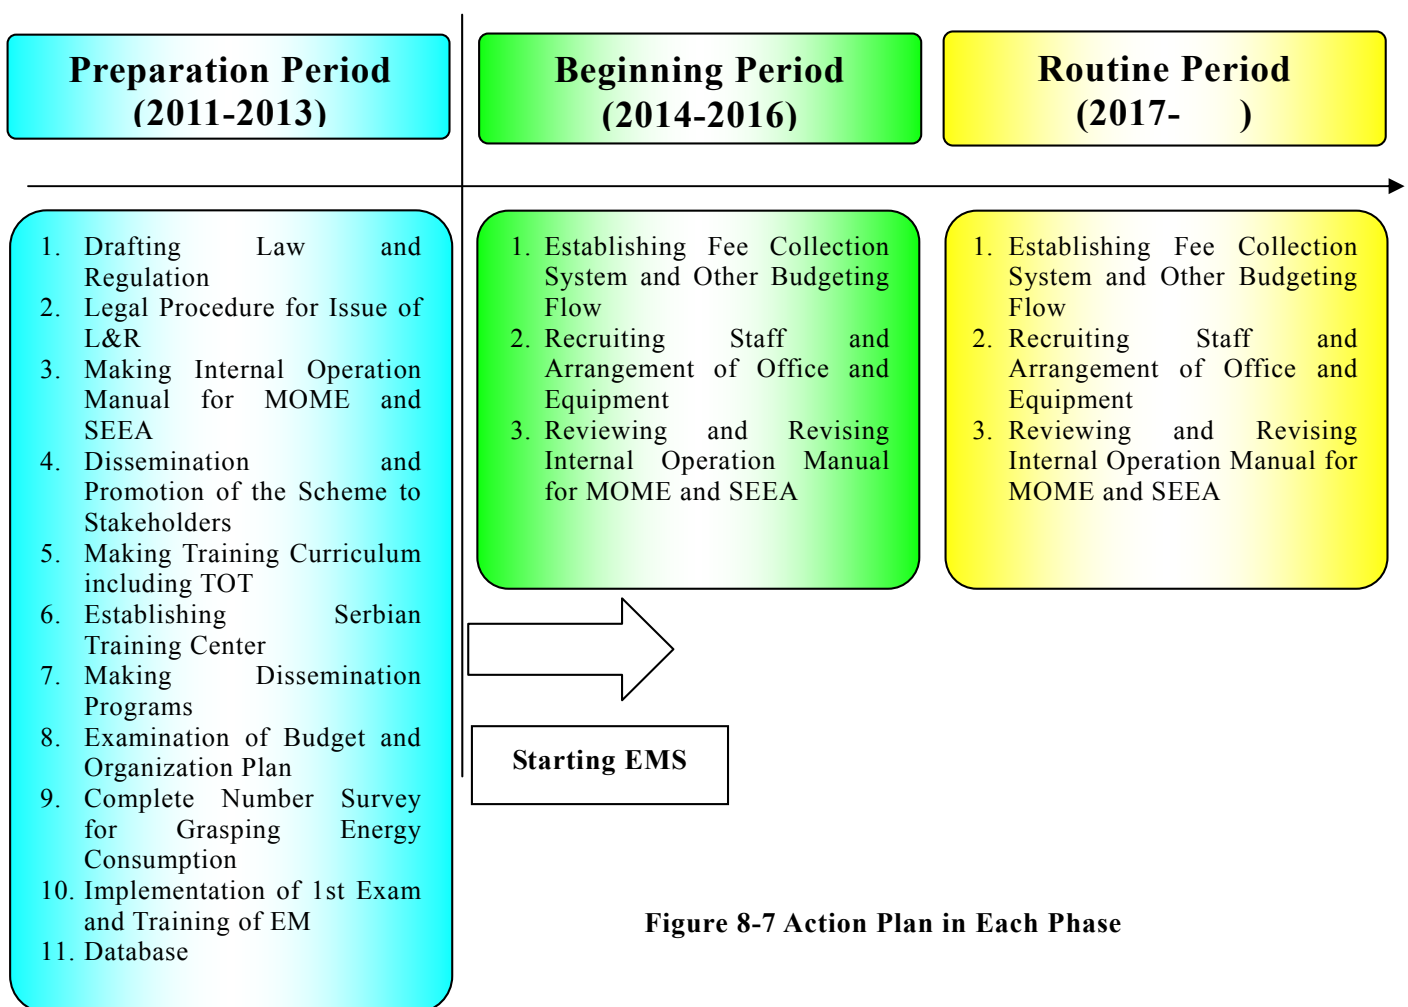 Preparation Period
(2011-2013)
Beginning Period
(2014-2016)
Routine Period
(2017- )
1. Drafting Law and
Regulation
2. Legal Procedure for Issue of
L&R
3. Making Internal Operation
Manual for MOME and
SEEA
4. Dissemination and
Promotion of the Scheme to
Stakeholders
5. Making Training Curriculum
including TOT
6. Establishing Serbian
Training Center
7. Making Dissemination
Programs
8. Examination of Budget and
Organization Plan
9. Complete Number Survey
for Grasping Energy
Consumption
10. Implementation of 1st Exam
and Training of EM
11. Database
1. Establishing Fee Collection
System and Other Budgeting
Flow
2. Recruiting Staff and
Arrangement of Office and
Equipment
3. Reviewing and Revising
Internal Operation Manual
for MOME and SEEA
1. Establishing Fee Collection
System and Other Budgeting
Flow
2. Recruiting Staff and
Arrangement of Office and
Equipment
3. Reviewing and Revising
Internal Operation Manual for
MOME and SEEA
Starting EMS
Figure 8-7 Action Plan in Each Phase